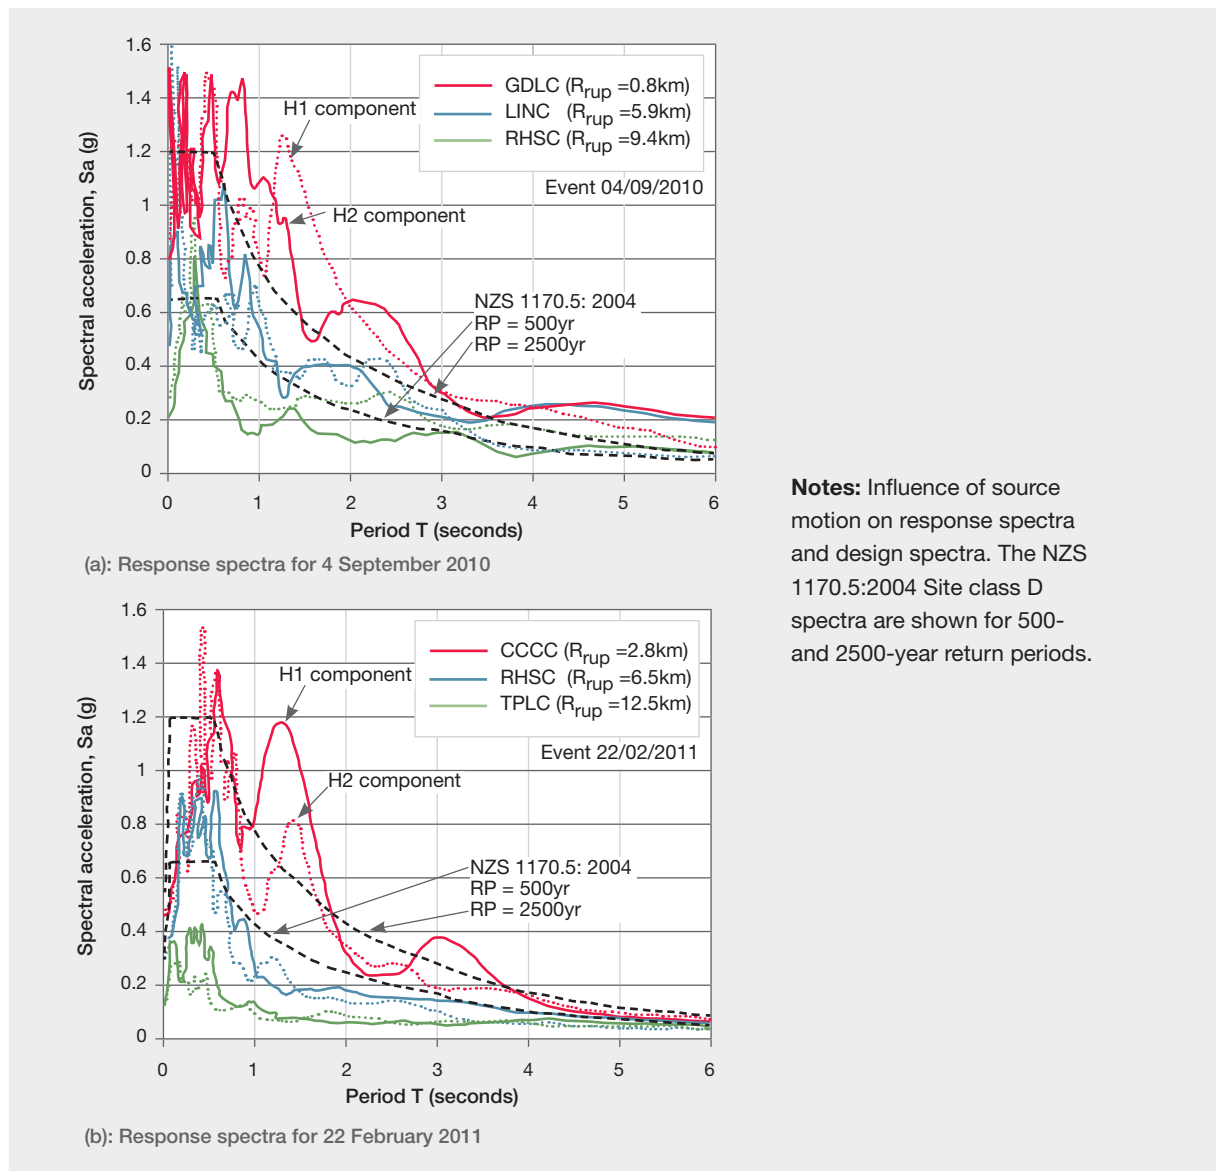 1.6
1.4
1.2
1
0.8
0.6
0.4
0.2
0
Spectral acceleration, Sa (g)
GDLC (Rrup =0.8km)
LINC (Rrup =5.9km)
RHSC (Rrup =9.4km)
Event 04/09/2010
H1 component
H2 component
NZS 1170.5: 2004
RP = 500yr
RP = 2500yr
0 1 2 3 4 5 6
Period T (seconds)
(a): Response spectra for 4 September 2010
1.6
1.4
1.2
1
0.8
0.6
0.4
0.2
0
Spectral acceleration, Sa (g)
CCCC (Rrup =2.8km)
RHSC (Rrup =6.5km)
TPLC (Rrup =12.5km)
Event 22/02/2011
H1 component
H2 component
NZS 1170.5: 2004
RP = 500yr
RP = 2500yr
0 1 2 3 4 5 6
Period T (seconds)
(b): Response spectra for 22 February 2011
Notes: Influence of source
motion on response spectra
and design spectra. The NZS
1170.5:2004 Site class D
spectra are shown for 500-
and 2500-year return periods.